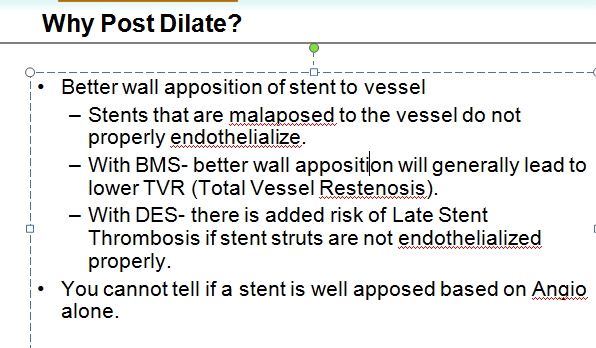 Why Post Dilate?
• Better wall apposition of stent to vessel
– Stents that are malaposed to the vessel do not
properly endothelialize.
– With BMS- better wall apposition will generally lead to
lower TVR (Total Vessel Restenosis).
– With DES- there is added risk of Late Stent
Thrombosis if stent struts are not endothelialized
properly.
• You cannot tell if a stent is well apposed based on Angio
alone.